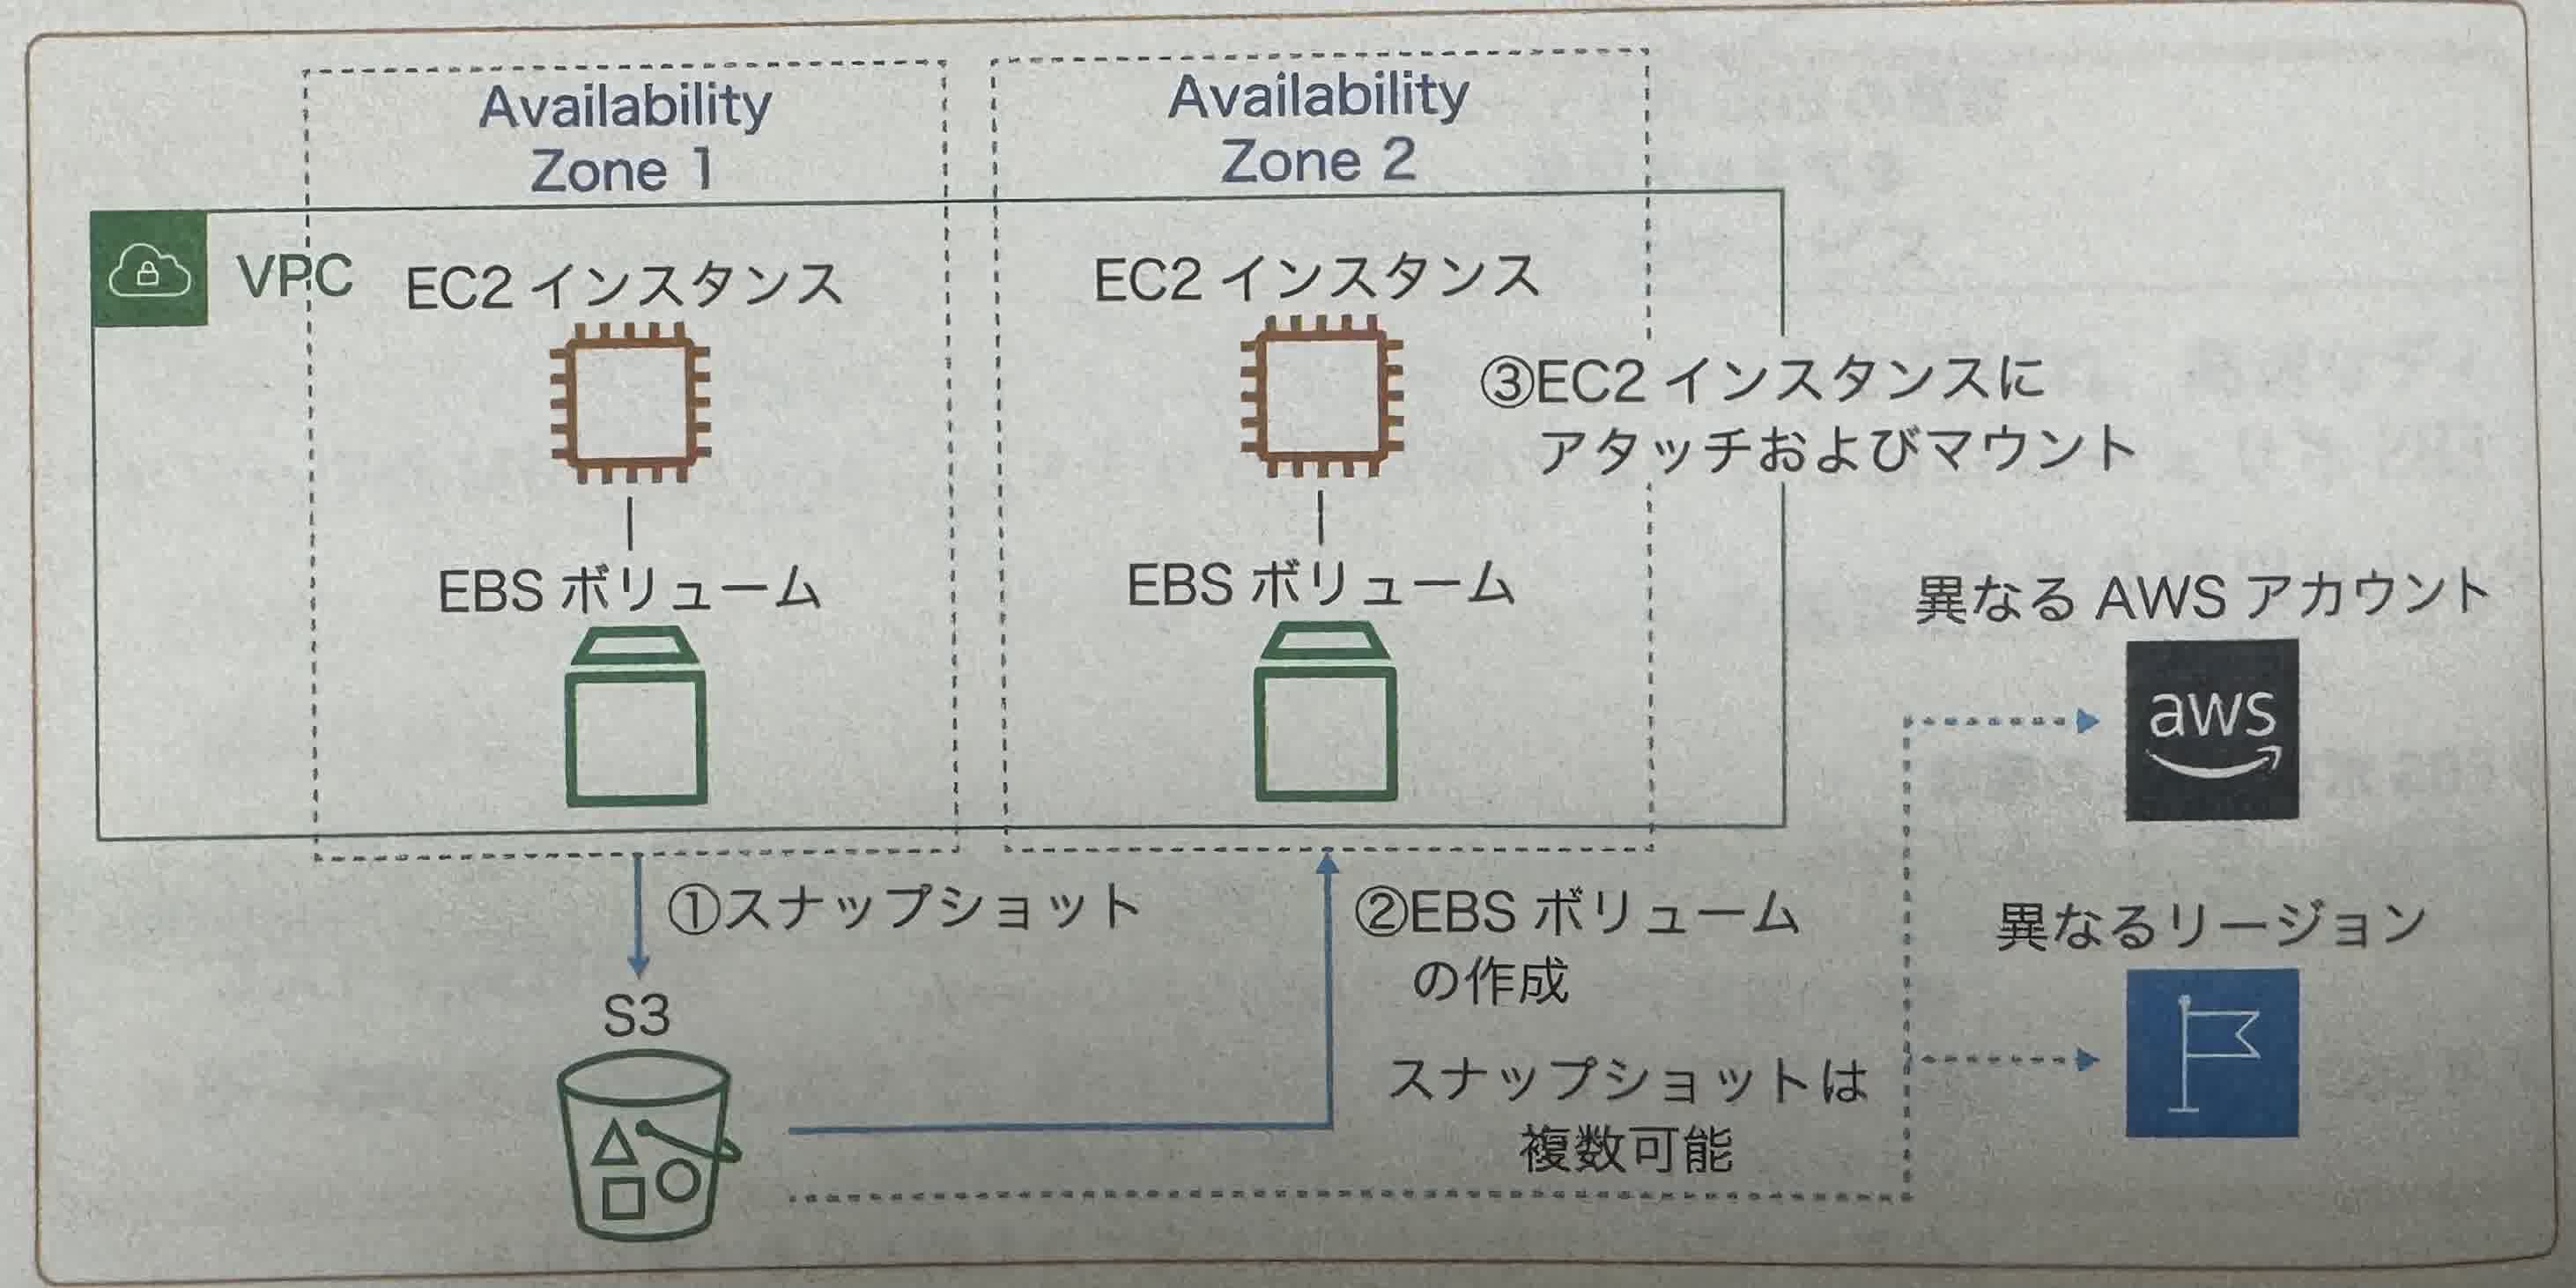 Availability
Zone 1
Availability
Zone 2
VPC
EC2 インスタンス
EC2 インスタンス
③EC2 インスタンスに
アタッチおよびマウント
EBS ボリューム
EBS ボリューム
異なる AWS アカウント
aws
①スナップショット
②EBS ボリューム
の作成
異なるリージョン
S3
スナップショットは
複数可能